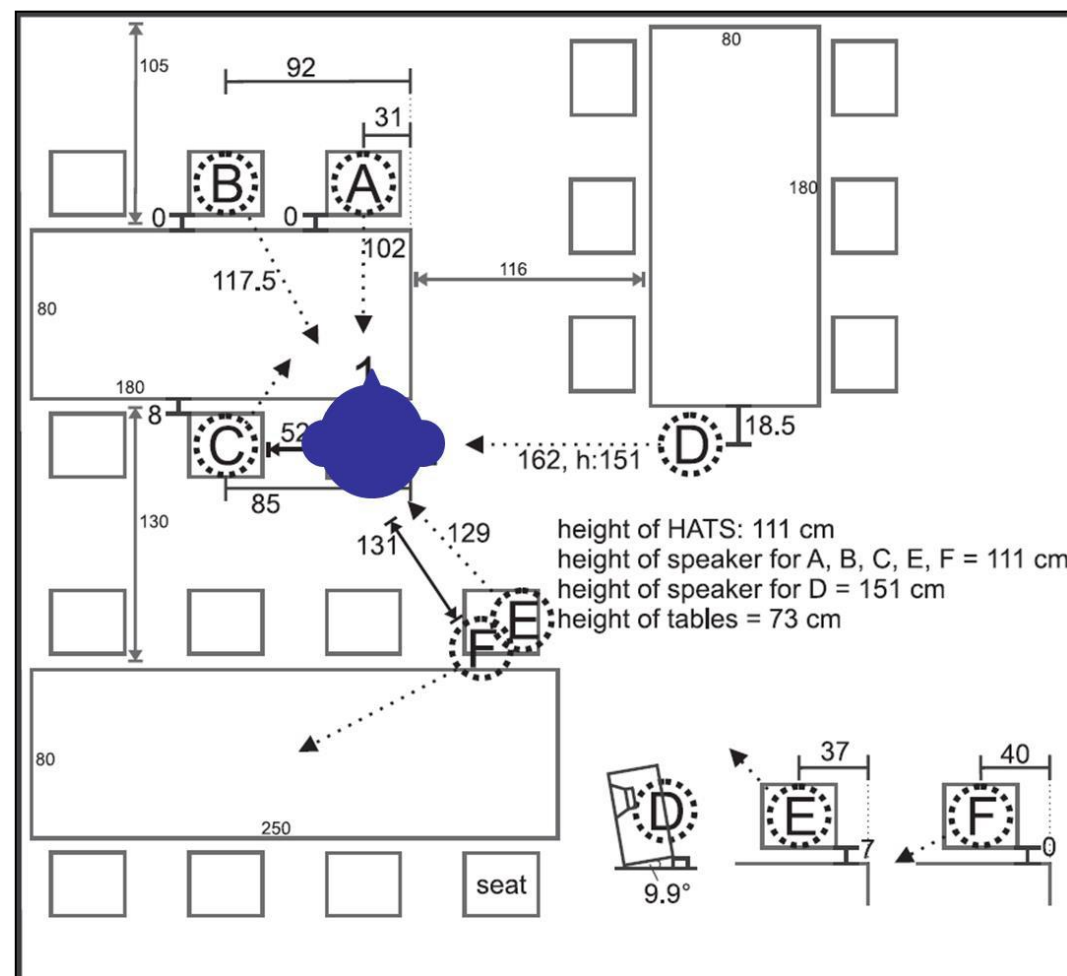 80
105
92
31
B
A
0
0
180
102
117.5
116
80
1
180
8
C
52
D
18.5
162, h:151
85
130
131
129
height of HATS: 111 cm
height of speaker for A, B, C, E, F = 111 cm
height of speaker for D = 151 cm
height of tables = 73 cm
E
F
80
250
37
40
D
E
F
7
0
9.9°
seat